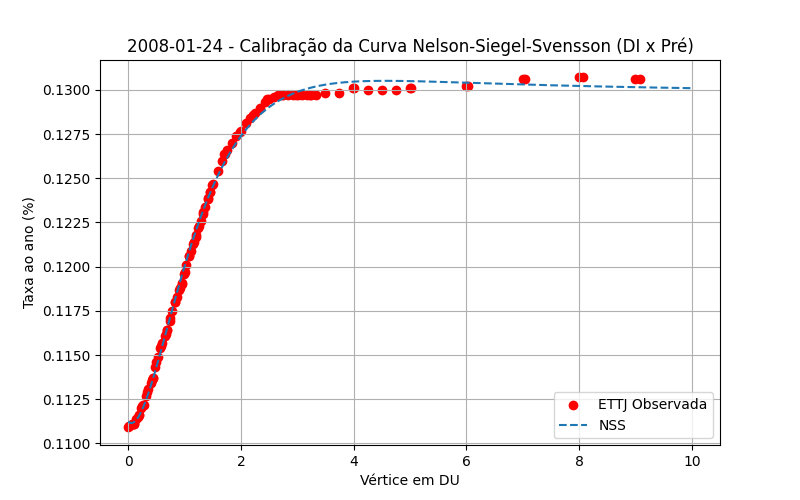 2008-01-24 - Calibração da Curva Nelson-Siegel-Svensson (DI x Pré)
Taxa ao ano (%)
0.1300
0.1275
0.1250
0.1225
0.1200
0.1175
0.1150
0.1125
0.1100
ETTJ Observada
NSS
0 2 4 6 8 10
Vértice em DU